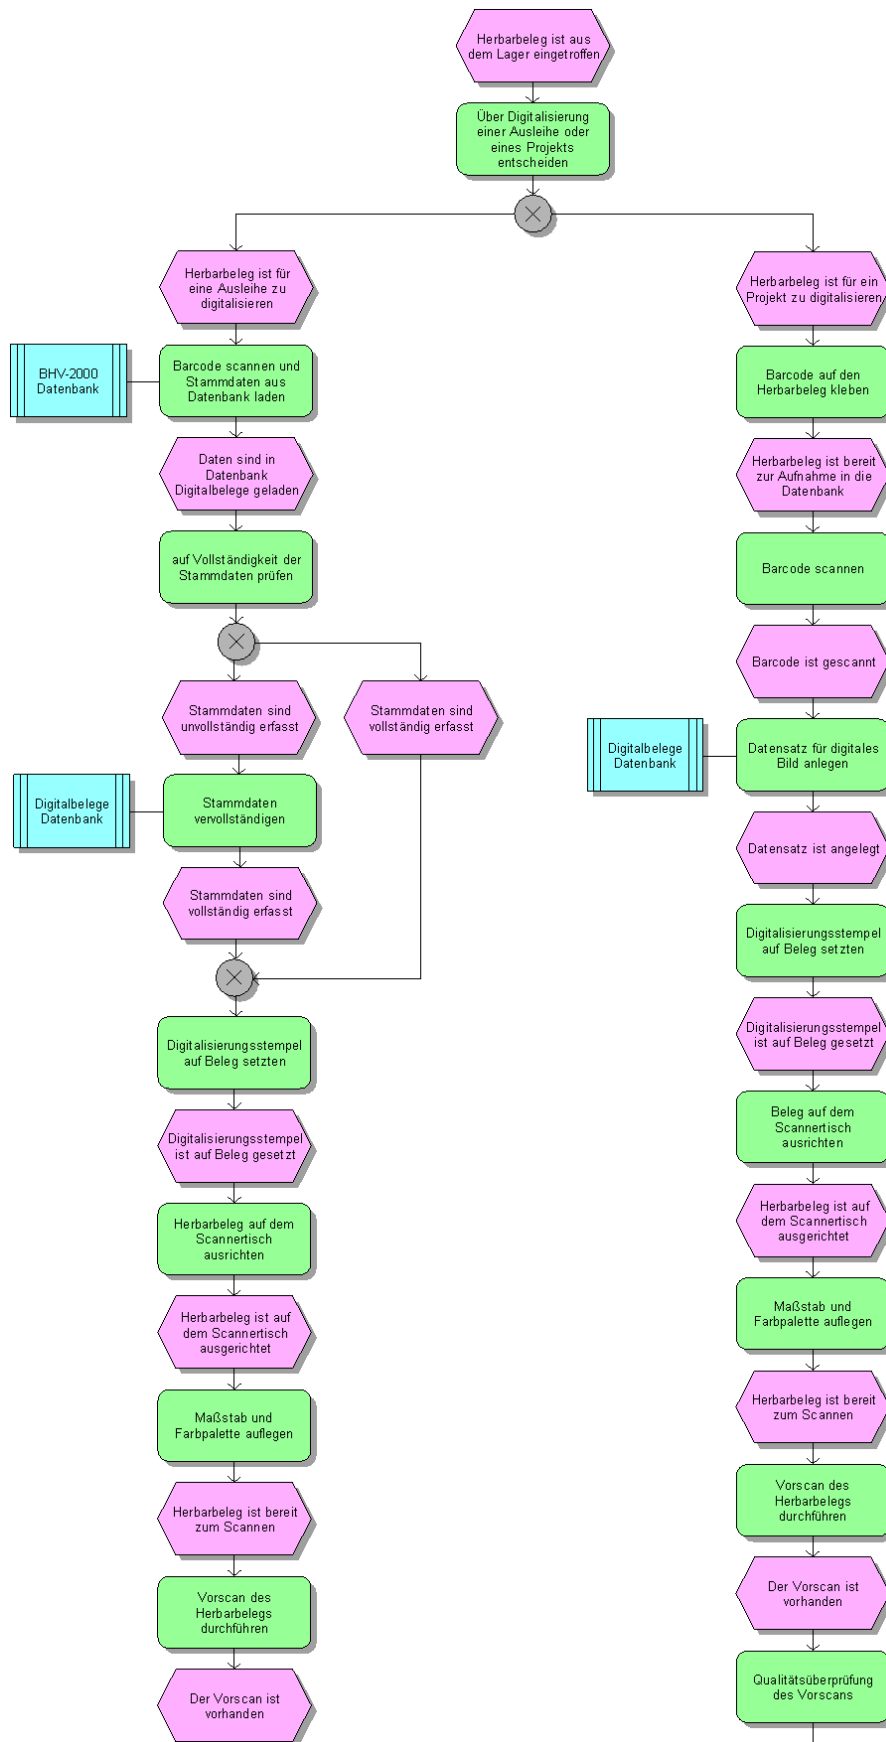 Herbarbeleg ist aus
dem Lager eingetroffen
Über Digitalisierung
einer Ausleihe oder
eines Projekts
entscheiden
Herbarbeleg ist für
eine Ausleihe zu
digitalisieren
BHV-2000
Datenbank
Barcode scannen und
Stammdaten aus
Datenbank laden
Daten sind in
Datenbank
Digitalbelege geladen
auf Vollständigkeit der
Stammdaten prüfen
Stammdaten sind
unvollständig erfasst
Stammdaten sind
vollständig erfasst
Digitalbelege
Datenbank
Stammdaten
vervollständigen
Stammdaten sind
vollständig erfasst
Digitalisierungsstempel
auf Beleg setzten
Digitalisierungsstempel
ist auf Beleg gesetzt
Herbarbeleg auf dem
Scannertisch
ausrichten
Herbarbeleg ist auf
dem Scannertisch
ausgerichtet
Maßstab und
Farbpalette auflegen
Herbarbeleg ist bereit
zum Scannen
Vorscan des
Herbarbelegs
durchführen
Der Vorscan ist
vorhanden
Herbarbeleg ist für ein
Projekt zu digitalisieren
Barcode auf den
Herbarbeleg kleben
Herbarbeleg ist bereit
zur Aufnahme in die
Datenbank
Barcode scannen
Barcode ist gescannt
Digitalbelege
Datenbank
Datensatz für digitales
Bild anlegen
Datensatz ist angelegt
Digitalisierungsstempel
auf Beleg setzten
Digitalisierungsstempel
ist auf Beleg gesetzt
Beleg auf dem
Scannertisch
ausrichten
Herbarbeleg ist auf
dem Scannertisch
ausgerichtet
Maßstab und
Farbpalette auflegen
Herbarbeleg ist bereit
zum Scannen
Vorscan des
Herbarbelegs
durchführen
Der Vorscan ist
vorhanden
Qualitätsüberprüfung
des Vorscans